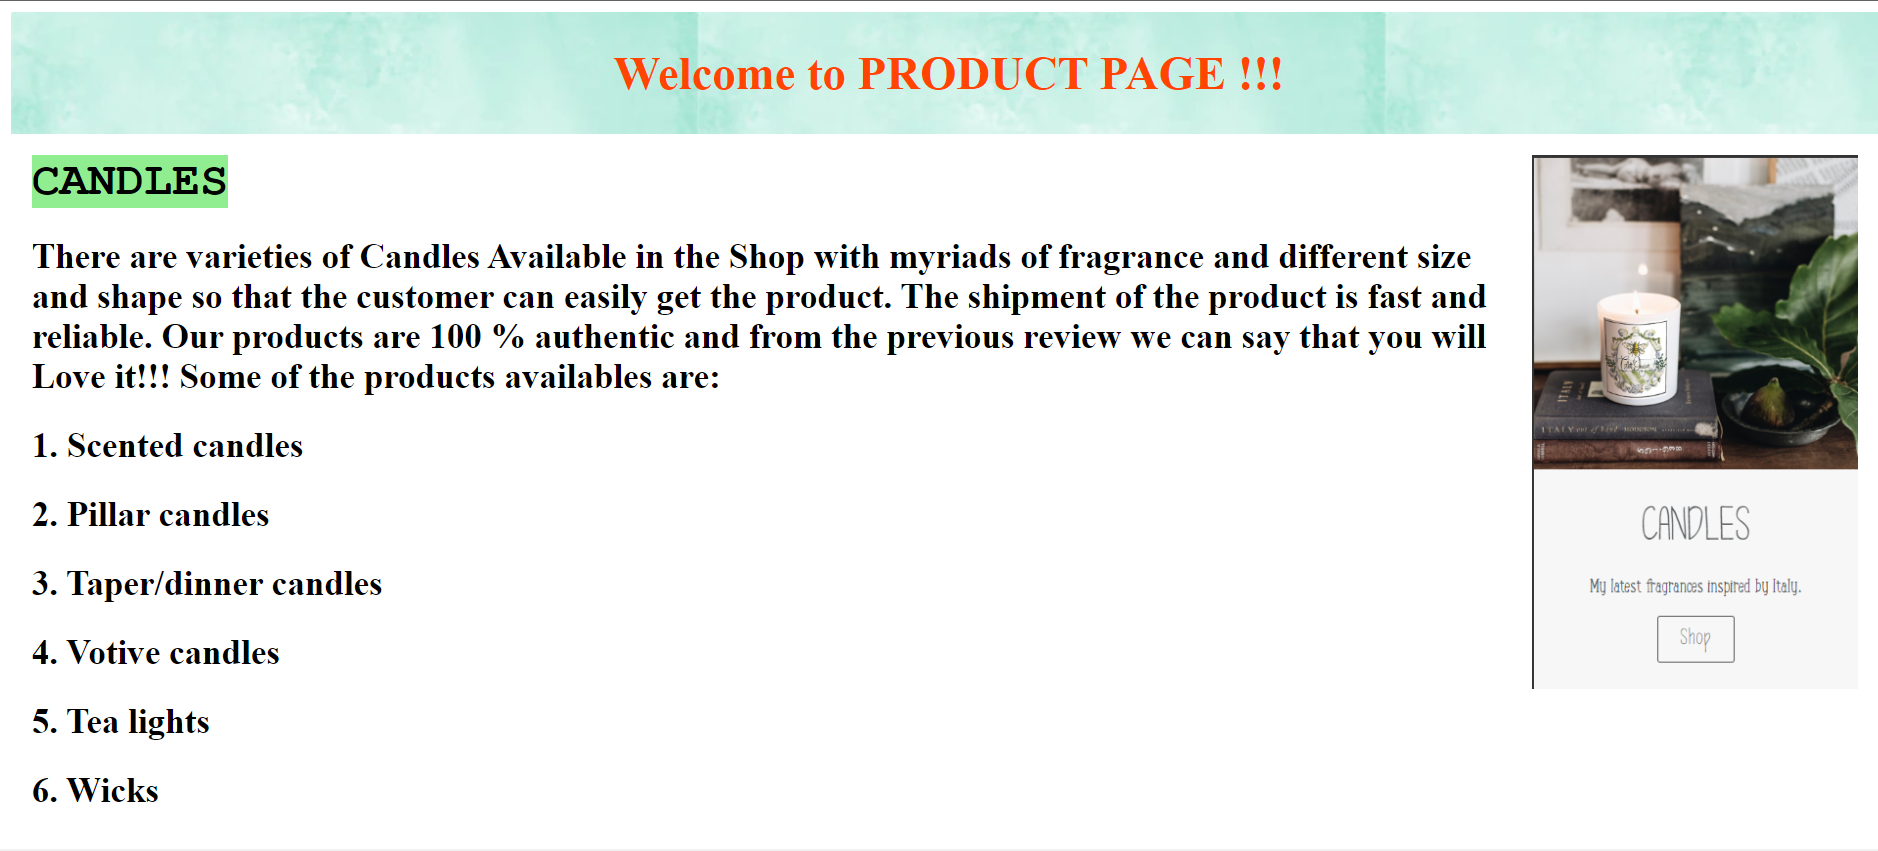 Welcome to PRODUCT PAGE !!!
CANDLES
There are varieties of Candles Available in the Shop with myriads of fragrance and different size
and shape so that the customer can easily get the product. The shipment of the product is fast and
reliable. Our products are 100 % authentic and from the previous review we can say that you will
Love it!!! Some of the products availables are:
1. Scented candles
2. Pillar candles
3. Taper/dinner candles
4. Votive candles
5. Tea lights
6. Wicks
ITALY
ITALY
CANDLES
My latest fragrances inspired by Italy.
Shop